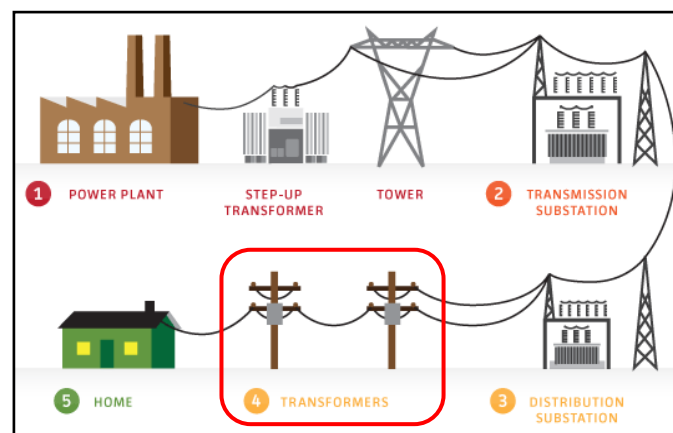 1 POWER PLANT
STEP-UP
TRANSFORMER
TOWER
2 TRANSMISSION
SUBSTATION
5 HOME
4 TRANSFORMERS
3 DISTRIBUTION
SUBSTATION